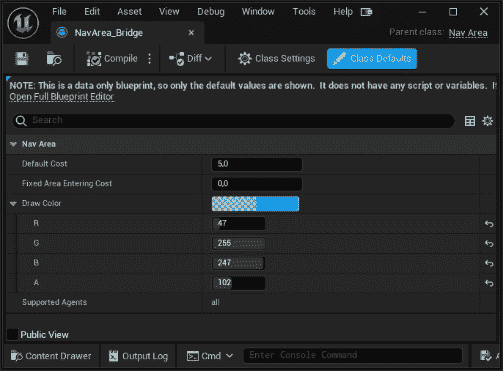 File Edit Asset View Debug Window Tools Help
NavArea_Bridge
Parent class: Nav Area
Compile Diff Class Settings Class Defaults
NOTE: This is a data only blueprint, so only the default values are shown. It does not have any script or variables. I
Open Full Blueprint Editor
Search
Nav Area
Default Cost 5,0
Fixed Area Entering Cost 0,0
Draw Color
R 47
G 255
B 247
A 102
Supported Agents all
Public View
Content Drawer Output Log Cmd Enter Console Command